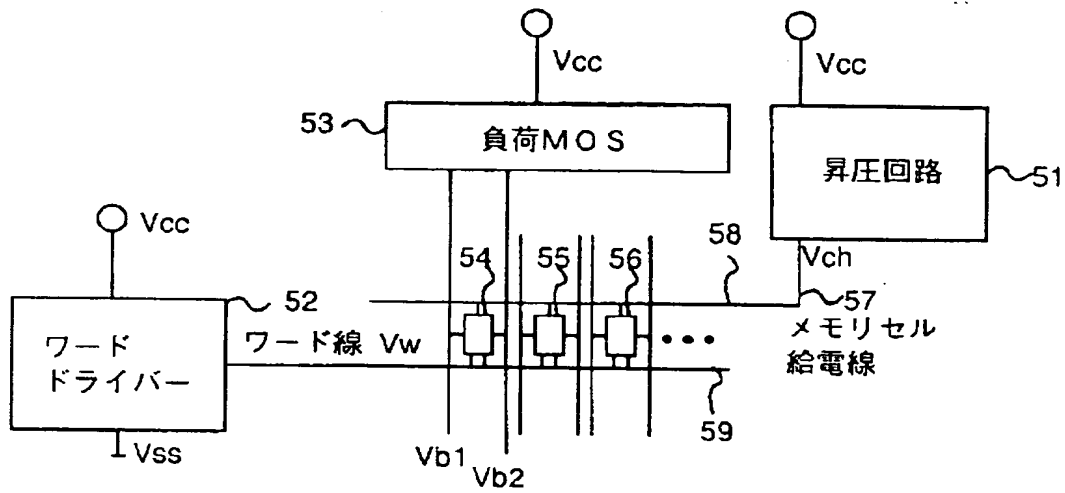 Vcc
Vcc
53
負荷MOS
昇圧回路
51
Vcc
54
55
56
58
Vch
52
57
ワード線 Vw
メモリセル
給電線
ワード
ドライバー
59
Vss
Vb1
Vb2